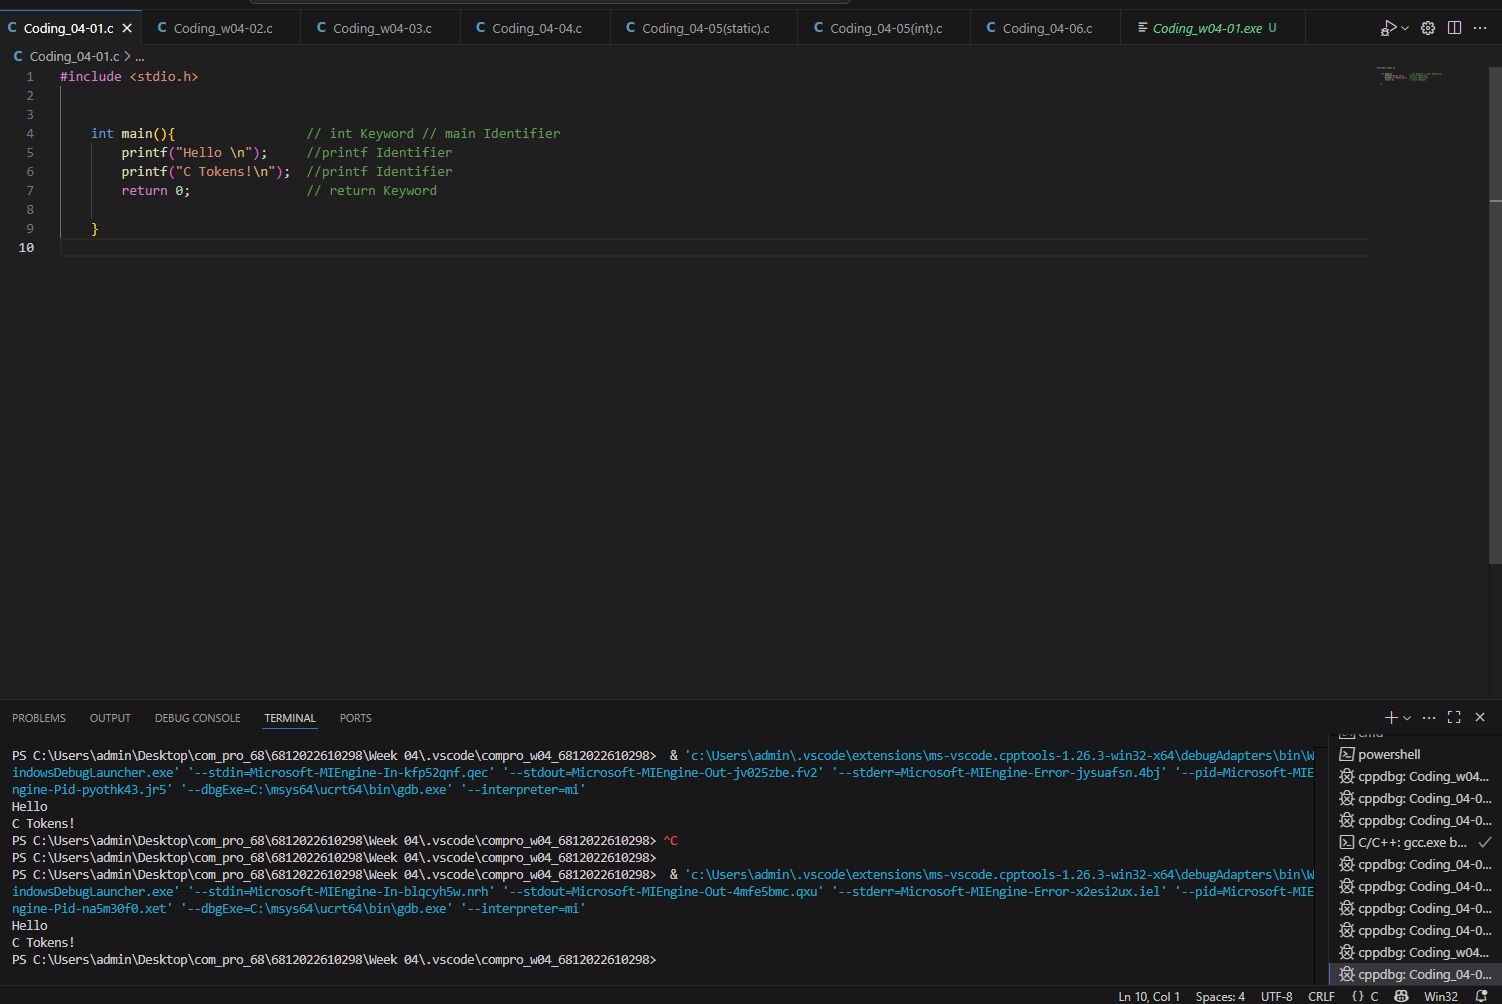 Coding_04-01.c
Coding_w04-02.c
Coding_w04-03.c
Coding_04-04.c
Coding_04-05(static).c
Coding_04-05(int).c
Coding_04-06.c
Coding_w04-01.exe U
C Coding_04-01.c > ...
1 #include <stdio.h>
2
3
4 int main(){ // int Keyword // main Identifier
5 printf("Hello \n"); //printf Identifier
6 printf("C Tokens!\n"); //printf Identifier
7 return 0; // return Keyword
8
9 }
10
PROBLEMS OUTPUT DEBUG CONSOLE TERMINAL PORTS
PS C:\Users\admin\Desktop\com_pro_68\6812022610298\Week 04\.vscode\compro_w04_6812022610298> & 'c:\Users\admin\.vscode\extensions\ms-vscode.cpptools-1.26.3-win32-x64\debugAdapters\bin\W
indowsDebugLauncher.exe' '--stdin=Microsoft-MIEngine-In-kfp52qnf.qec' '--stdout=Microsoft-MIEngine-Out-jv025zbe.fv2' '--stderr=Microsoft-MIEngine-Error-jysuafsn.4bj' '--pid=Microsoft-MIE
ngine-Pid-pyothk43.jr5' '--dbgExe=C:\msys64\ucrt64\bin\gdb.exe' '--interpreter=mi'
Hello
C Tokens!
PS C:\Users\admin\Desktop\com_pro_68\6812022610298\Week 04\.vscode\compro_w04_6812022610298> ^C
PS C:\Users\admin\Desktop\com_pro_68\6812022610298\Week 04\.vscode\compro_w04_6812022610298>
PS C:\Users\admin\Desktop\com_pro_68\6812022610298\Week 04\.vscode\compro_w04_6812022610298> & 'c:\Users\admin\.vscode\extensions\ms-vscode.cpptools-1.26.3-win32-x64\debugAdapters\bin\W
indowsDebugLauncher.exe' '--stdin=Microsoft-MIEngine-In-blqcyh5w.nrh' '--stdout=Microsoft-MIEngine-Out-4mfe5bmc.qxu' '--stderr=Microsoft-MIEngine-Error-x2esi2ux.iel' '--pid=Microsoft-MIE
ngine-Pid-na5m30f0.xet' '--dbgExe=C:\msys64\ucrt64\bin\gdb.exe' '--interpreter=mi'
Hello
C Tokens!
PS C:\Users\admin\Desktop\com_pro_68\6812022610298\Week 04\.vscode\compro_w04_6812022610298>
cmd
powershell
cppdbg: Coding_w04...
cppdbg: Coding_04-0...
cppdbg: Coding_04-0...
C/C++: gcc.exe b...
cppdbg: Coding_04-0...
cppdbg: Coding_04-0...
cppdbg: Coding_04-0...
cppdbg: Coding_04-0...
cppdbg: Coding_w04...
cppdbg: Coding_04-0...
Ln 10, Col 1 Spaces: 4 UTF-8 CRLF {} C Win32